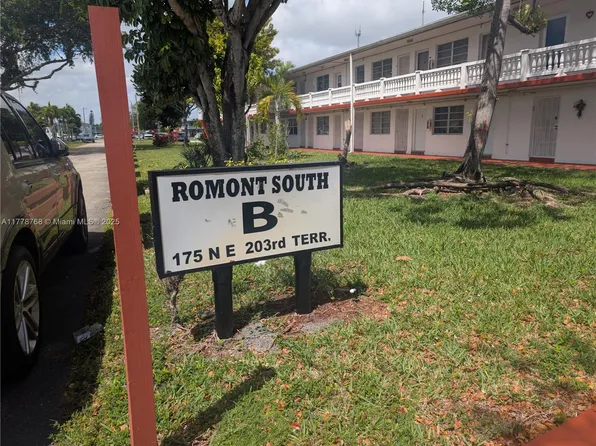 ROMONT SOUTH
B
175 N E 203rd TERR.
A11778768 © Miami MLS © 2025